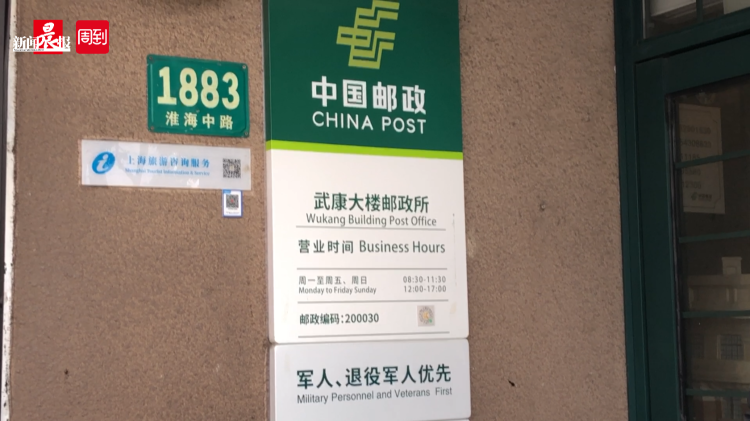 新闻晨报 周到
1883
淮海中路
上海旅游咨询服务
Shanghai Tourist Information & Service
中国邮政
CHINA POST
武康大楼邮政所
Wukang Building Post Office
营业时间 Business Hours
周一至周五、周日 08:30-11:30
Monday to Friday Sunday 12:00-17:00
邮政编码:200030
军人、退役军人优先
Military Personnel and Veterans First